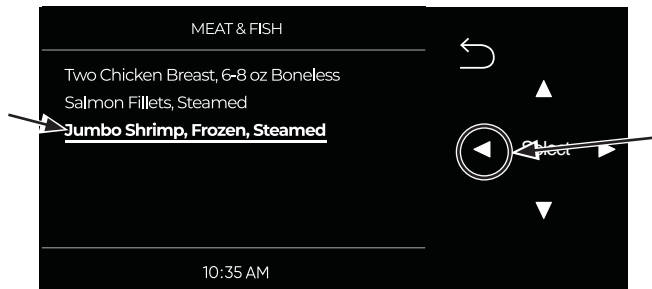 MEAT & FISH
Two Chicken Breast, 6-8 oz Boneless
Salmon Fillets, Steamed
Jumbo Shrimp, Frozen, Steamed
Select
10:35 AM